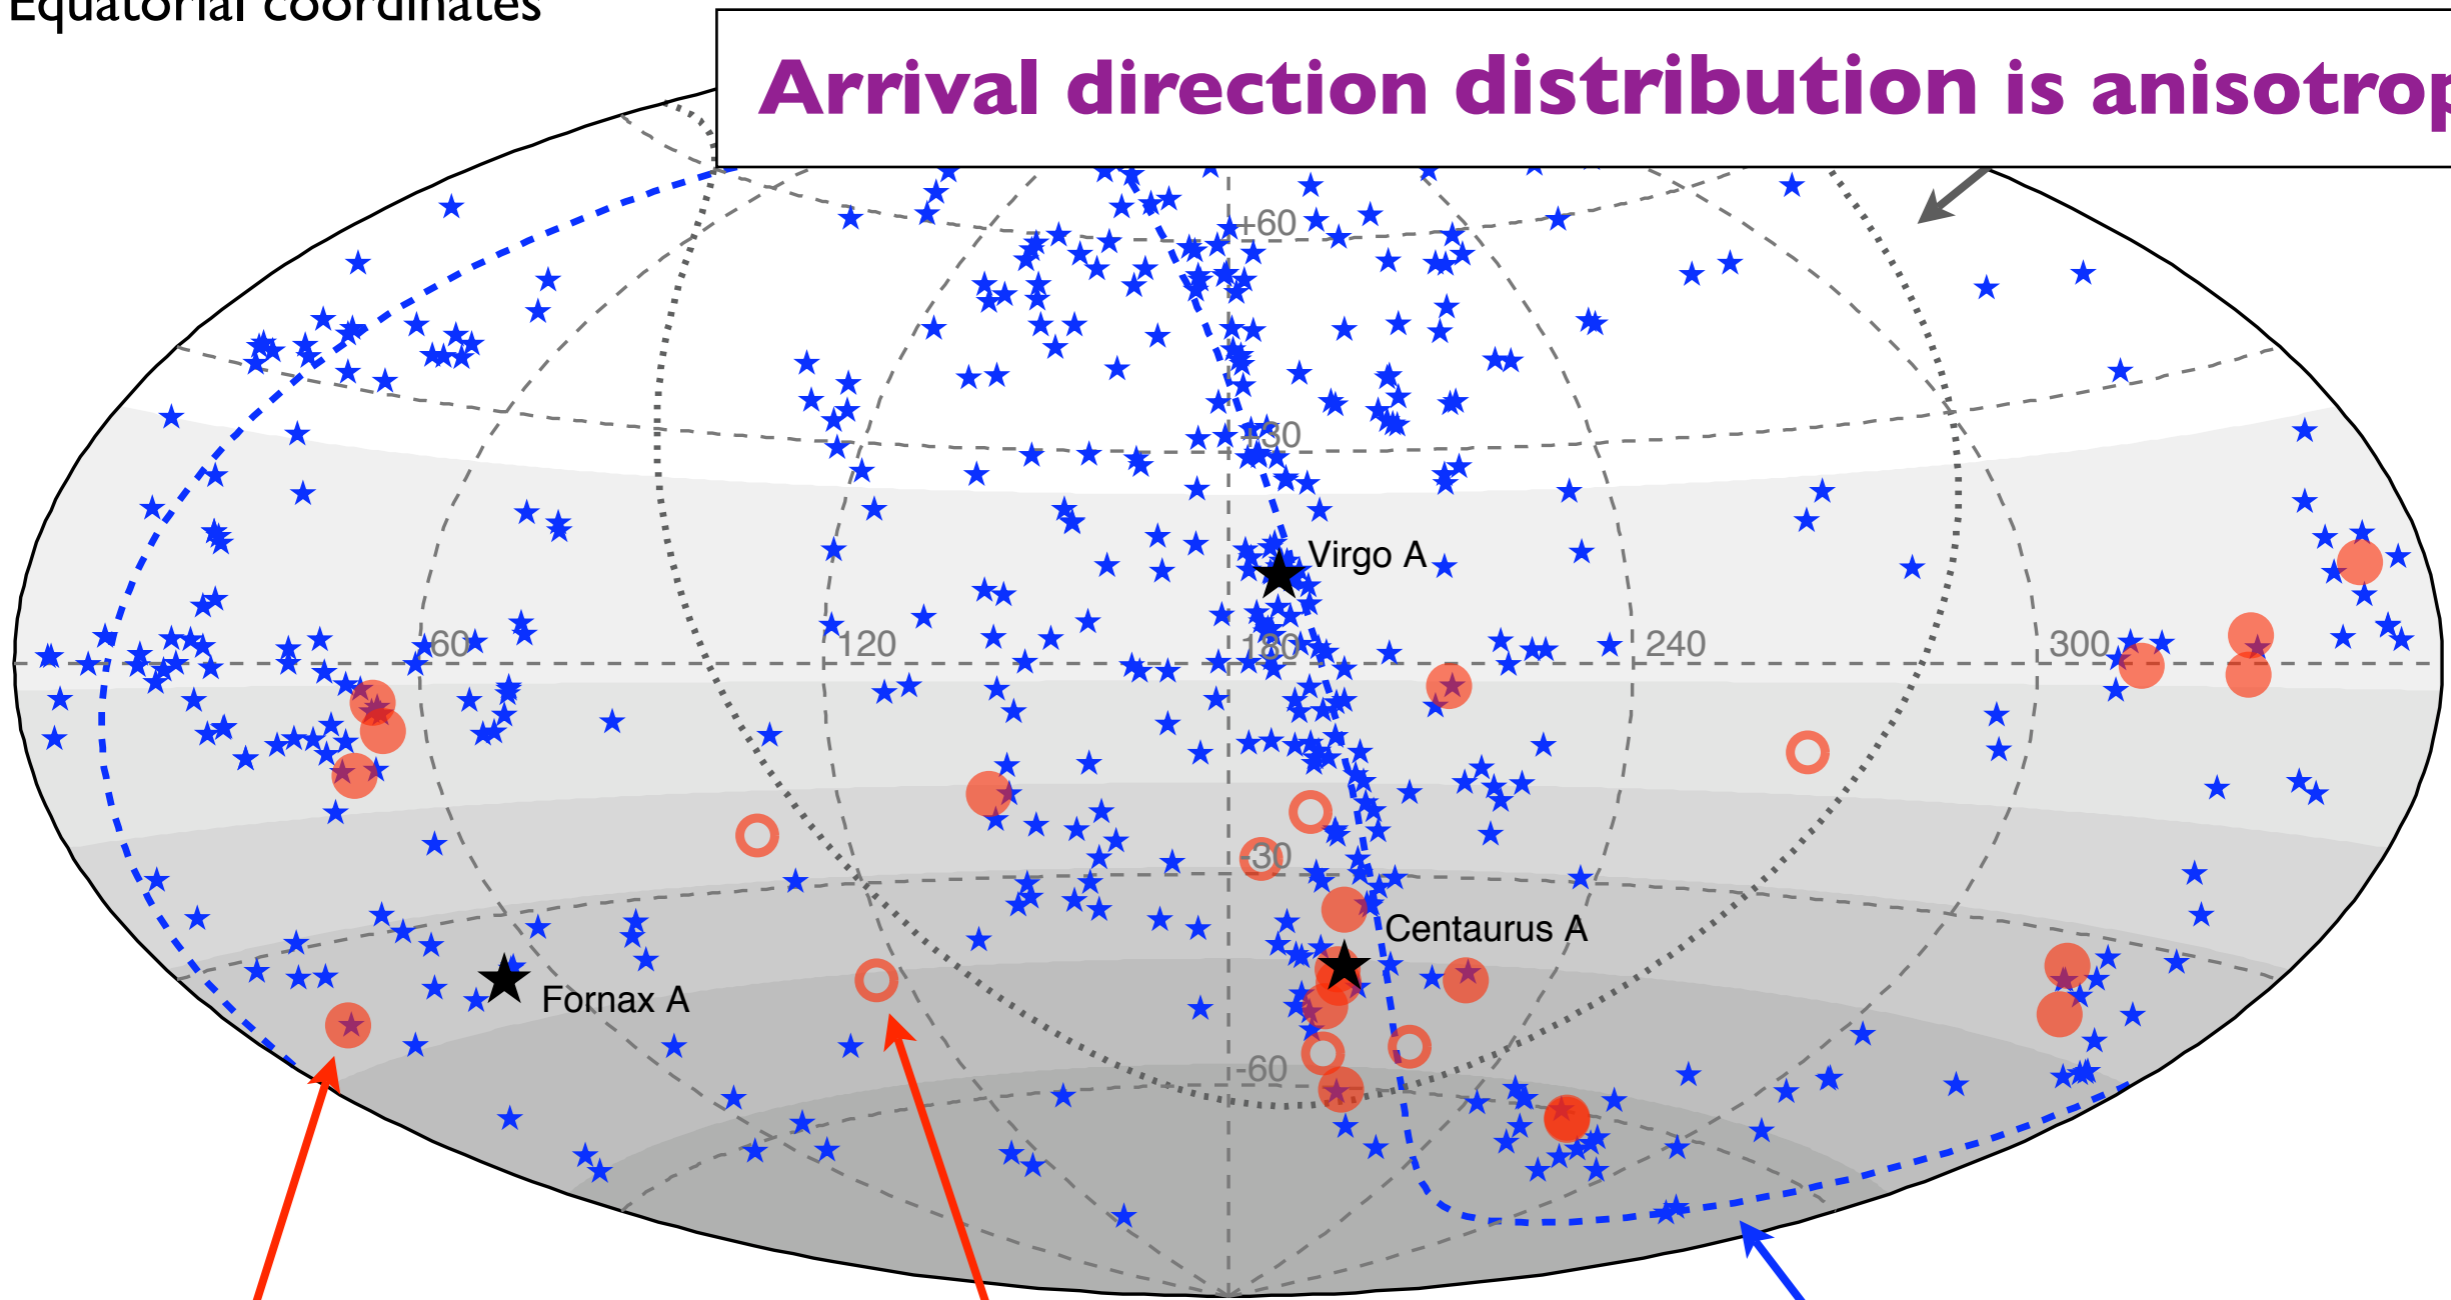 Equatorial coordinates
Arrival direction distribution is anisotrop
+60
+30
Virgo A
60
120
180
240
300
-30
Centaurus A
Fornax A
-60